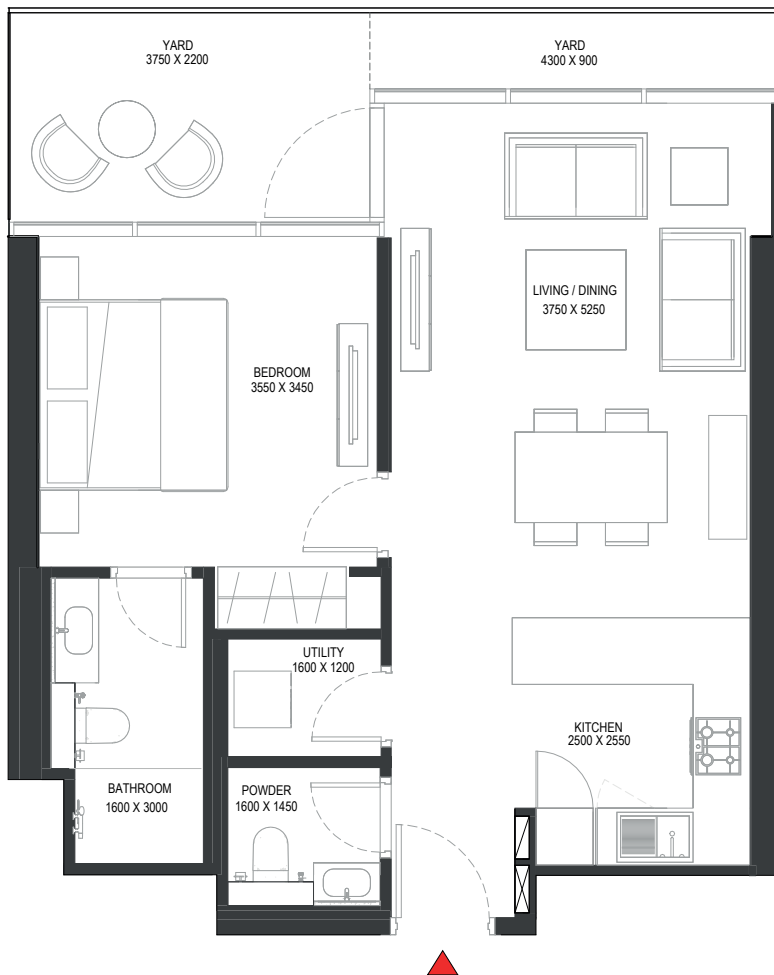 YARD
3750 X 2200
YARD
4300 X 900
LIVING / DINING
3750 X 5250
BEDROOM
3550 X 3450
UTILITY
1600 X 1200
KITCHEN
2500 X 2550
BATHROOM
1600 X 3000
POWDER
1600 X 1450